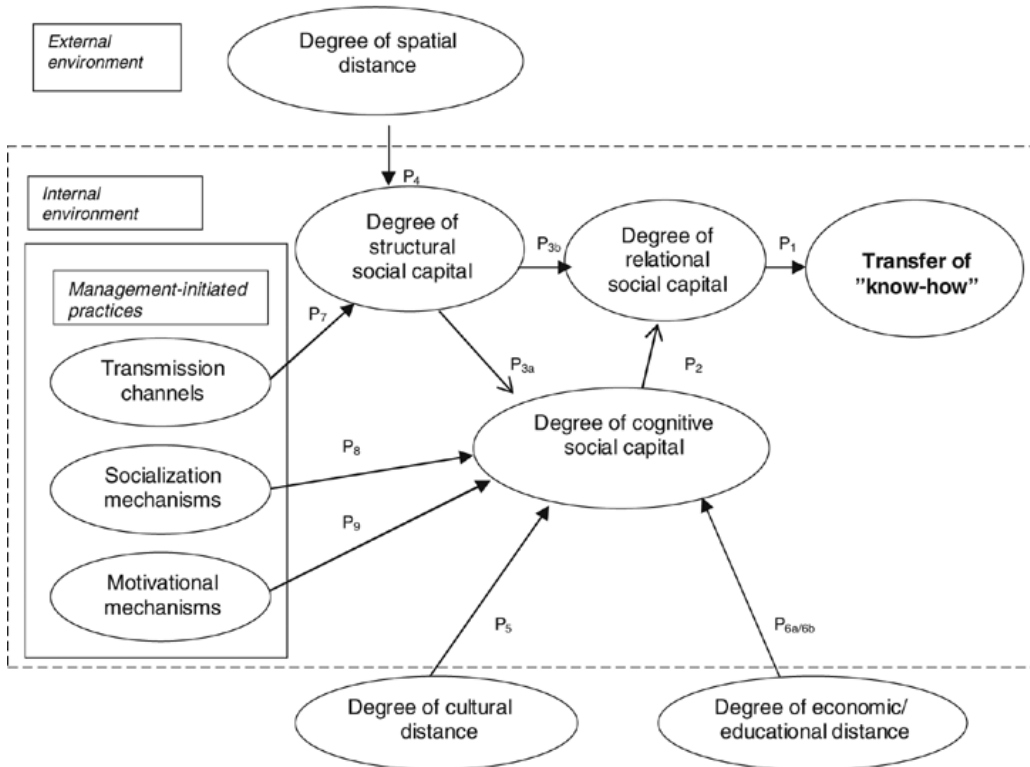 External
environment
Degree of spatial
distance
Internal
environment
P4
Degree of
structural
social capital
P3b
Degree of
relational
social capital
P1
Transfer of
”know-how”
Management-initiated
practices
P7
Transmission
channels
P3a
P2
Degree of cognitive
social capital
P8
Socialization
mechanisms
P9
Motivational
mechanisms
P5
P6a/6b
Degree of cultural
distance
Degree of economic/
educational distance